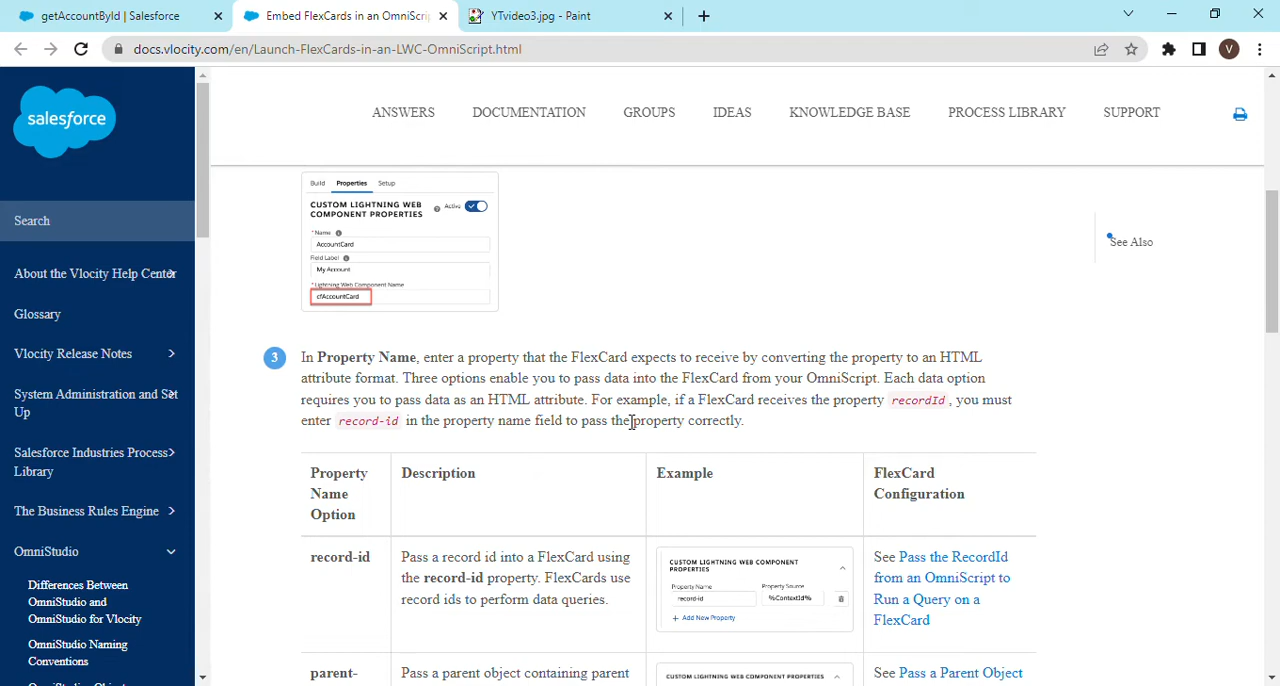 getAccountById | Salesforce
Embed FlexCards in an OmniScri
YTvideo3.jpg - Paint
docs.vlocity.com/en/Launch-FlexCards-in-an-LWC-OmniScript.html
V
salesforce
ANSWERS
DOCUMENTATION
GROUPS
IDEAS
KNOWLEDGE BASE
PROCESS LIBRARY
SUPPORT
Search
About the Vlocity Help Center
Glossary
Vlocity Release Notes
System Administration and Set
Up
Salesforce Industries Process
Library
The Business Rules Engine
OmniStudio
Differences Between
OmniStudio and
OmniStudio for Vlocity
OmniStudio Naming
Conventions
Build Properties Setup
CUSTOM LIGHTNING WEB
COMPONENT PROPERTIES
Active
* Name
AccountCard
Field Label
My Account
* Lightning Web Component Name
cfAccountCard
See Also
3
In Property Name, enter a property that the FlexCard expects to receive by converting the property to an HTML
attribute format. Three options enable you to pass data into the FlexCard from your OmniScript. Each data option
requires you to pass data as an HTML attribute. For example, if a FlexCard receives the property recordId, you must
enter record-id in the property name field to pass the property correctly.
Property
Name
Option
Description
Example
FlexCard
Configuration
record-id
Pass a record id into a FlexCard using
the record-id property. FlexCards use
record ids to perform data queries.
CUSTOM LIGHTNING WEB COMPONENT
PROPERTIES
Property Name
Property Source
record-id
%ContextId%
+ Add New Property
See Pass the RecordId
from an OmniScript to
Run a Query on a
FlexCard
parent-
Pass a parent object containing parent
CUSTOM LIGHTNING WEB COMPONENT PROPERTIES
See Pass a Parent Object